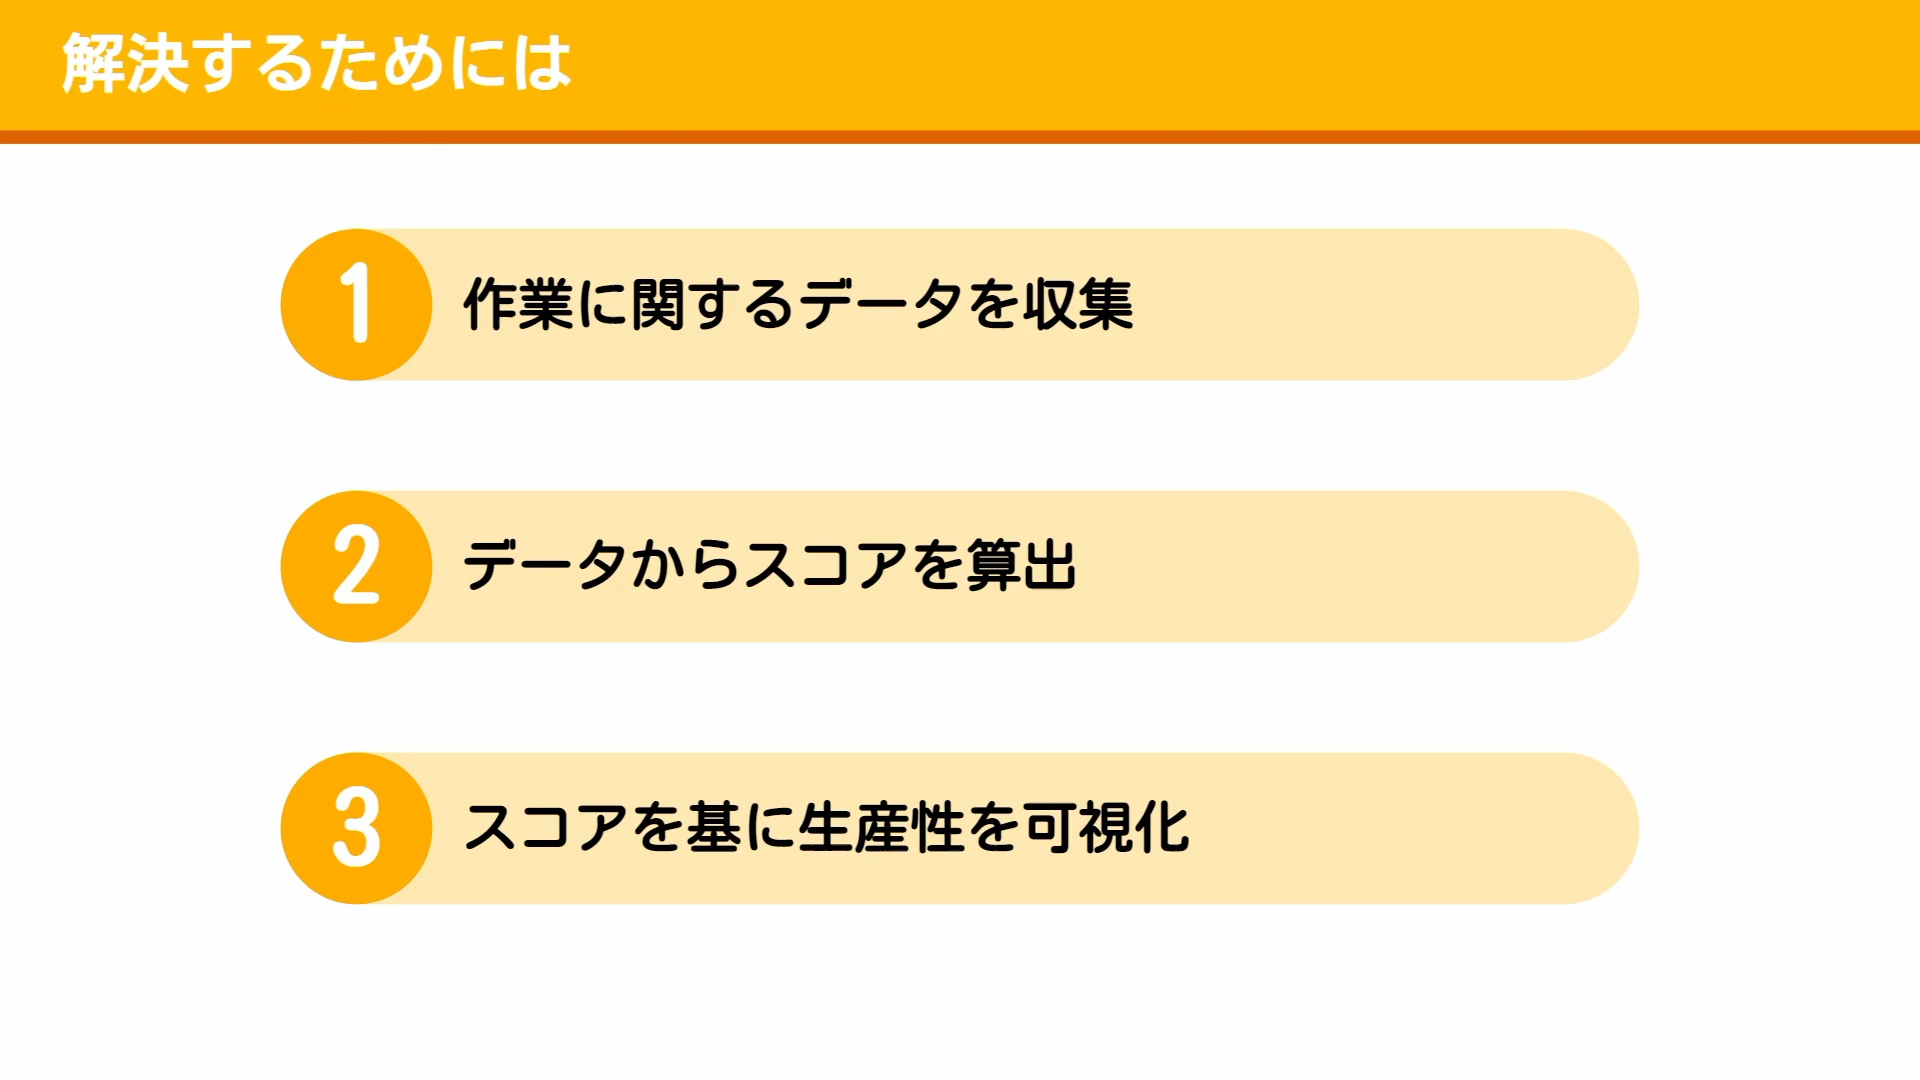 解決するためには
1 作業に関するデータを収集
2 データからスコアを算出
3 スコアを基に生産性を可視化